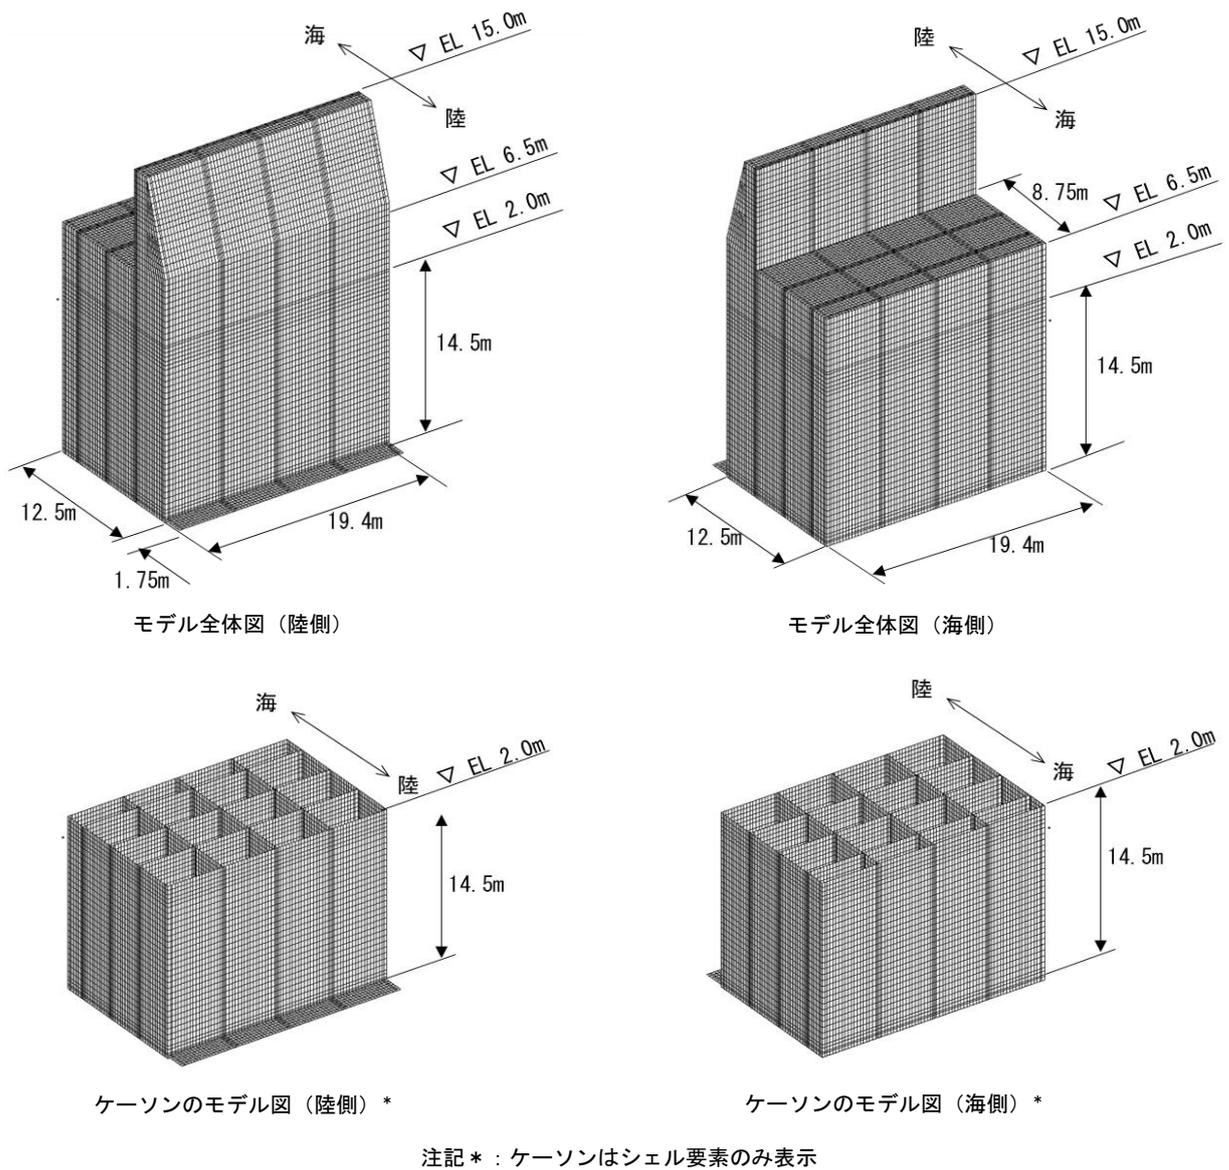 海
陸
▽ EL 15.0m
▽ EL 6.5m
▽ EL 2.0m
14.5m
12.5m
1.75m
19.4m
モデル全体図（陸側）
陸
海
▽ EL 15.0m
8.75m
▽ EL 6.5m
▽ EL 2.0m
14.5m
12.5m
19.4m
モデル全体図（海側）
海
陸
▽ EL 2.0m
14.5m
ケーソンのモデル図（陸側）*
陸
海
▽ EL 2.0m
14.5m
ケーソンのモデル図（海側）*
注記*：ケーソンはシェル要素のみ表示